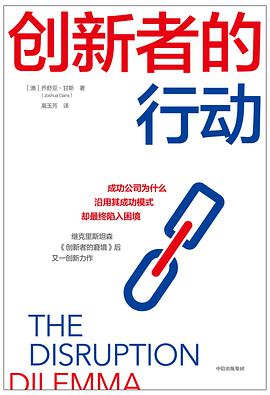 创新者的
行动
[澳] 乔舒亚·甘斯 著
(Joshua Gans)
高玉芳 译
成功公司为什么
沿用其成功模式
却最终陷入困境
继克里斯坦森
《创新者的窘境》后
又一创新力作
THE
DISRUPTION
DILEMMA
中信出版集团